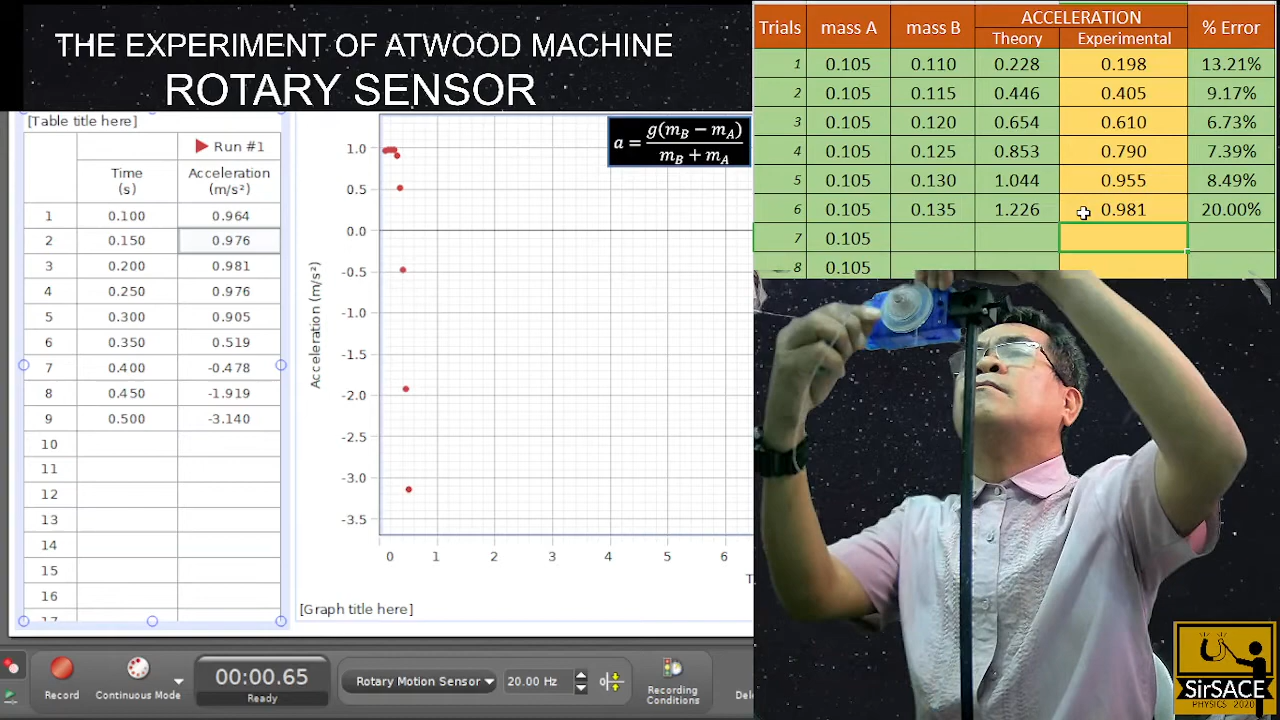 THE EXPERIMENT OF ATWOOD MACHINE
ROTARY SENSOR
[Table title here]
Run #1
Time (s) Acceleration (m/s²)
1 0.100 0.964
2 0.150 0.976
3 0.200 0.981
4 0.250 0.976
5 0.300 0.905
6 0.350 0.519
7 0.400 -0.478
8 0.450 -1.919
9 0.500 -3.140
10
11
12
13
14
15
16
17
a = g(mB − mA) / mB + mA
Acceleration (m/s²)
1.0
0.5
0.0
-0.5
-1.0
-1.5
-2.0
-2.5
-3.0
-3.5
0 1 2 3 4 5 6
[Graph title here]
Trials mass A mass B ACCELERATION % Error
Theory Experimental
1 0.105 0.110 0.228 0.198 13.21%
2 0.105 0.115 0.446 0.405 9.17%
3 0.105 0.120 0.654 0.610 6.73%
4 0.105 0.125 0.853 0.790 7.39%
5 0.105 0.130 1.044 0.955 8.49%
6 0.105 0.135 1.226 0.981 20.00%
7 0.105
8 0.105
Record
Continuous Mode
00:00.65
Ready
Rotary Motion Sensor
20.00 Hz
Recording
Conditions
SirSACE
PHYSICS 2020